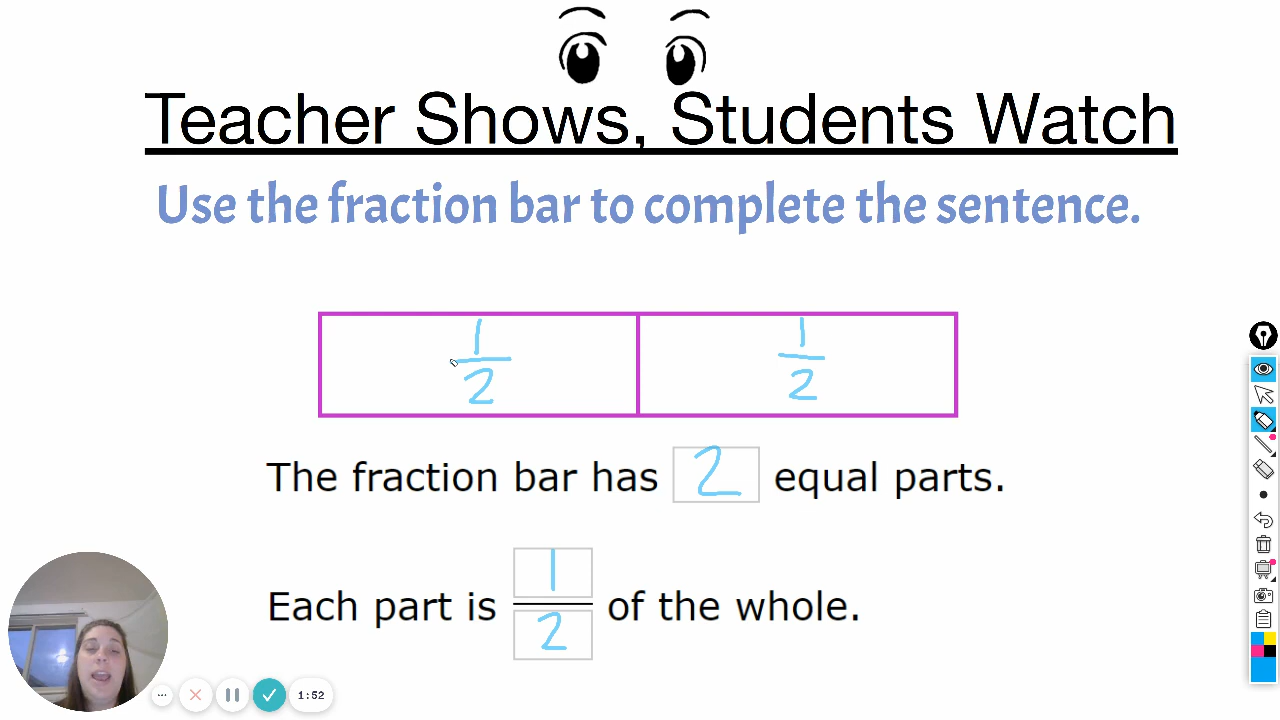 Teacher Shows, Students Watch
Use the fraction bar to complete the sentence.
1/2 1/2
The fraction bar has 2 equal parts.
Each part is 1/2 of the whole.
1:52